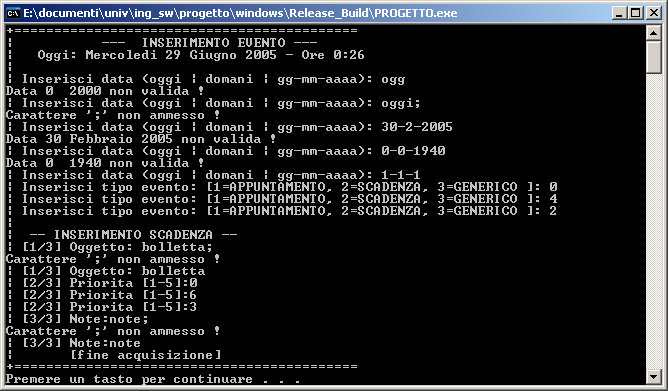 E:\documenti\univ\ing_sw\progetto\windows\Release_Build\PROGETTO.exe
+===========================================
¦ --- INSERIMENTO EVENTO ---
¦ Oggi: Mercoledi 29 Giugno 2005 - Ore 0:26
¦
¦ Inserisci data (oggi ¦ domani ¦ gg-mm-aaaa): ogg
Data 0 2000 non valida !
¦ Inserisci data (oggi ¦ domani ¦ gg-mm-aaaa): oggi;
Carattere ';' non ammesso !
¦ Inserisci data (oggi ¦ domani ¦ gg-mm-aaaa): 30-2-2005
Data 30 Febbraio 2005 non valida !
¦ Inserisci data (oggi ¦ domani ¦ gg-mm-aaaa): 0-0-1940
Data 0 1940 non valida !
¦ Inserisci data (oggi ¦ domani ¦ gg-mm-aaaa): 1-1-1
¦ Inserisci tipo evento: [1=APPUNTAMENTO, 2=SCADENZA, 3=GENERICO ]: 0
¦ Inserisci tipo evento: [1=APPUNTAMENTO, 2=SCADENZA, 3=GENERICO ]: 4
¦ Inserisci tipo evento: [1=APPUNTAMENTO, 2=SCADENZA, 3=GENERICO ]: 2
¦
¦ -- INSERIMENTO SCADENZA --
¦ [1/3] Oggetto: bolletta;
Carattere ';' non ammesso !
¦ [1/3] Oggetto: bolletta
¦ [2/3] Priorita [1-5]:0
¦ [2/3] Priorita [1-5]:6
¦ [2/3] Priorita [1-5]:3
¦ [3/3] Note:note;
Carattere ';' non ammesso !
¦ [3/3] Note:note
¦ [fine acquisizione]
+===========================================
Premere un tasto per continuare . . .